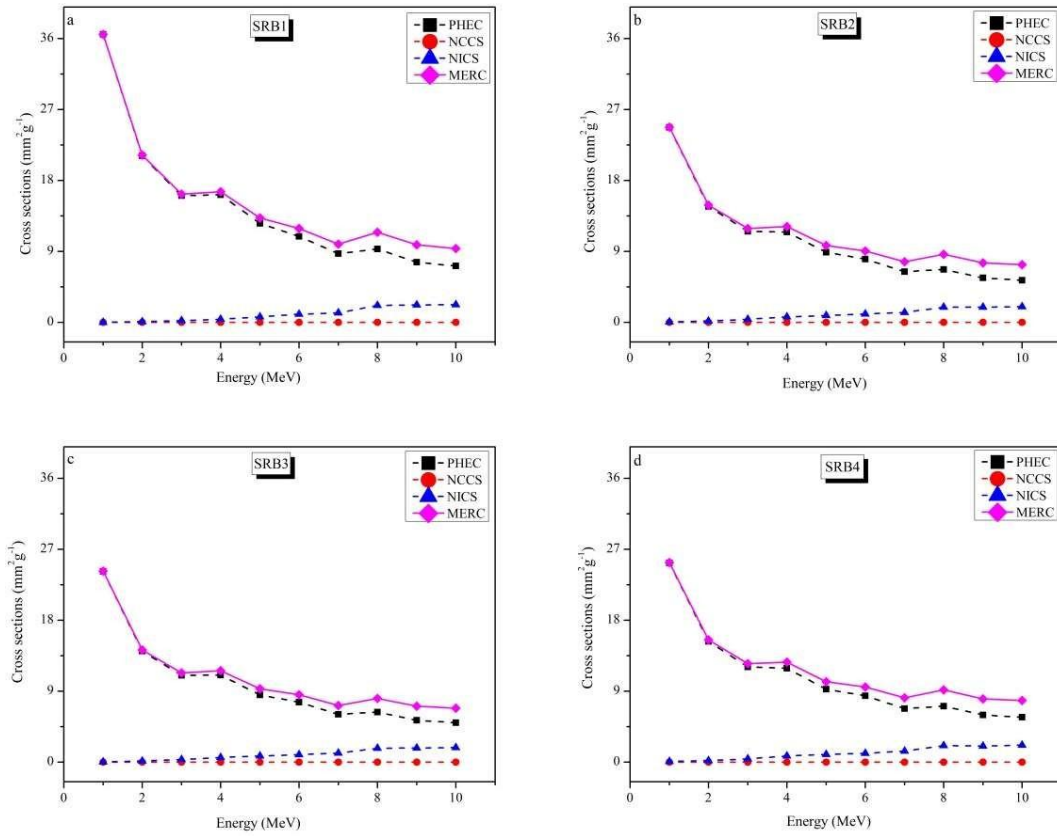 a
SRB1
PHEC
NCCS
NICS
MERC
36
27
18
9
0
Cross sections (mm²g⁻¹)
0 2 4 6 8 10
Energy (MeV)
b
SRB2
PHEC
NCCS
NICS
MERC
36
27
18
9
0
Cross sections (mm²g⁻¹)
0 2 4 6 8 10
Energy (MeV)
c
SRB3
PHEC
NCCS
NICS
MERC
36
27
18
9
0
Cross sections (mm²g⁻¹)
0 2 4 6 8 10
Energy (MeV)
d
SRB4
PHEC
NCCS
NICS
MERC
36
27
18
9
0
Cross sections (mm²g⁻¹)
0 2 4 6 8 10
Energy (MeV)